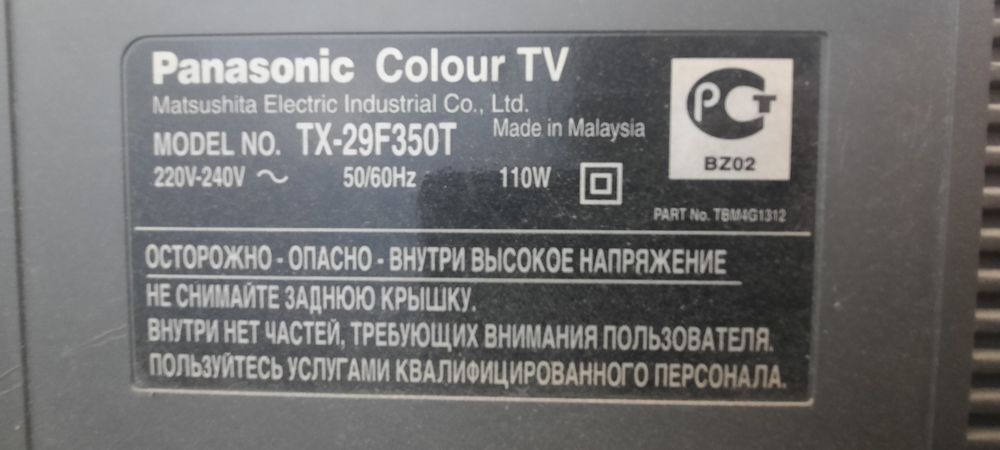 Panasonic Colour TV
Matsushita Electric Industrial Co., Ltd.
MODEL NO. TX-29F350T Made in Malaysia
220V-240V ~ 50/60Hz 110W
РСТ
BZ02
PART No. TBM4G1312
ОСТОРОЖНО - ОПАСНО - ВНУТРИ ВЫСОКОЕ НАПРЯЖЕНИЕ
НЕ СНИМАЙТЕ ЗАДНЮЮ КРЫШКУ.
ВНУТРИ НЕТ ЧАСТЕЙ, ТРЕБУЮЩИХ ВНИМАНИЯ ПОЛЬЗОВАТЕЛЯ.
ПОЛЬЗУЙТЕСЬ УСЛУГАМИ КВАЛИФИЦИРОВАННОГО ПЕРСОНАЛА.